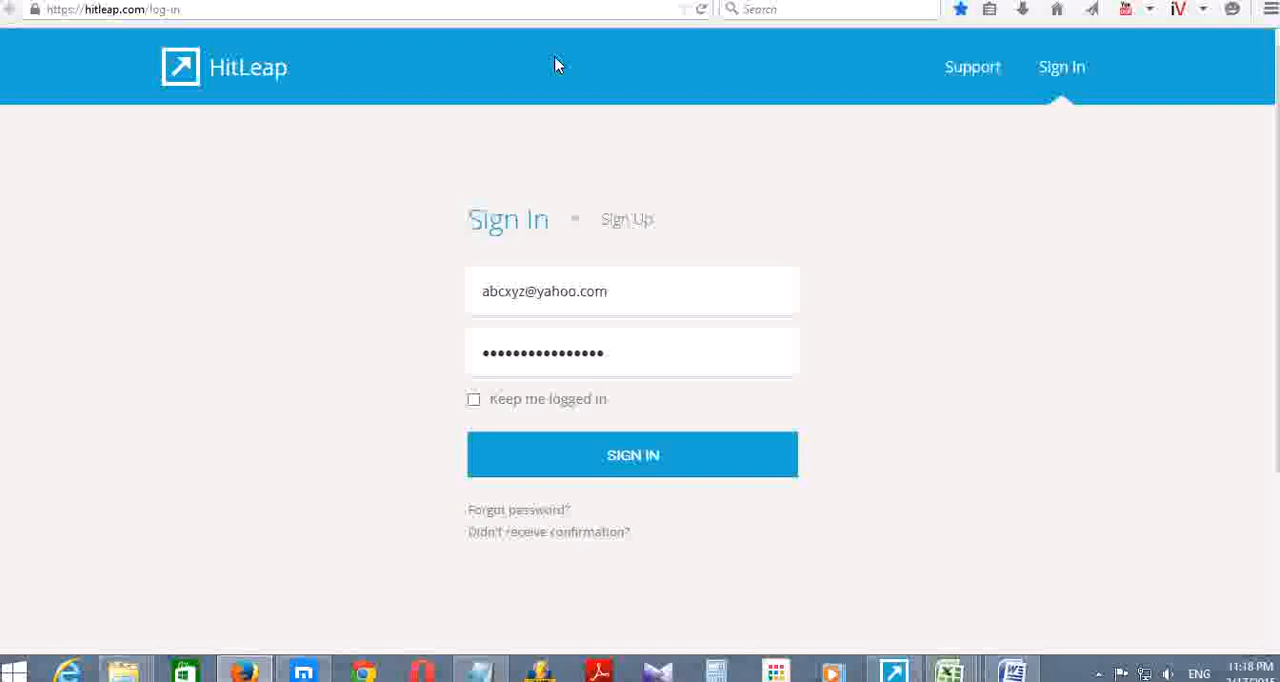 https://hitleap.com/log-in
Search
HitLeap
Support
Sign In
Sign In
Sign Up
abcxyz@yahoo.com
Keep me logged in
SIGN IN
Forgot password?
Didn't receive confirmation?
ENG
11:18 PM